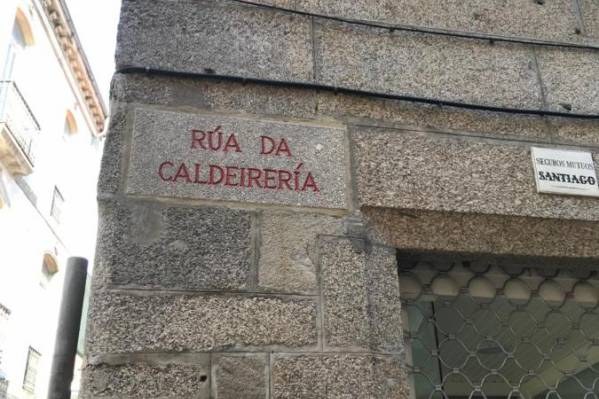 RÚA DA
CALDEIRERÍA
SEGUROS MUTUOS
SANTIAGO